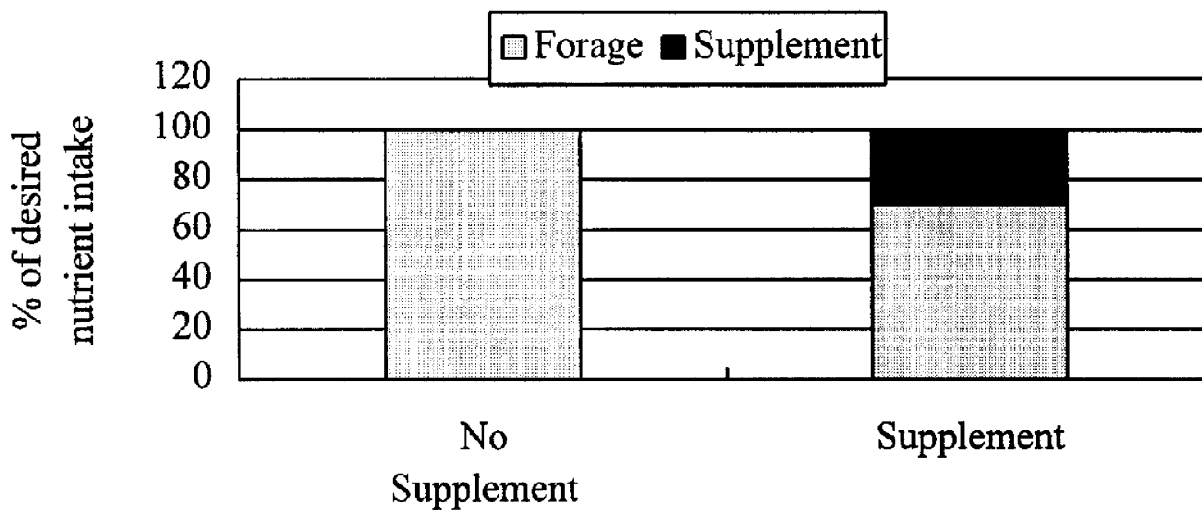 Forage Supplement
120
100
80
60
40
20
0
% of desired
nutrient intake
No
Supplement
Supplement